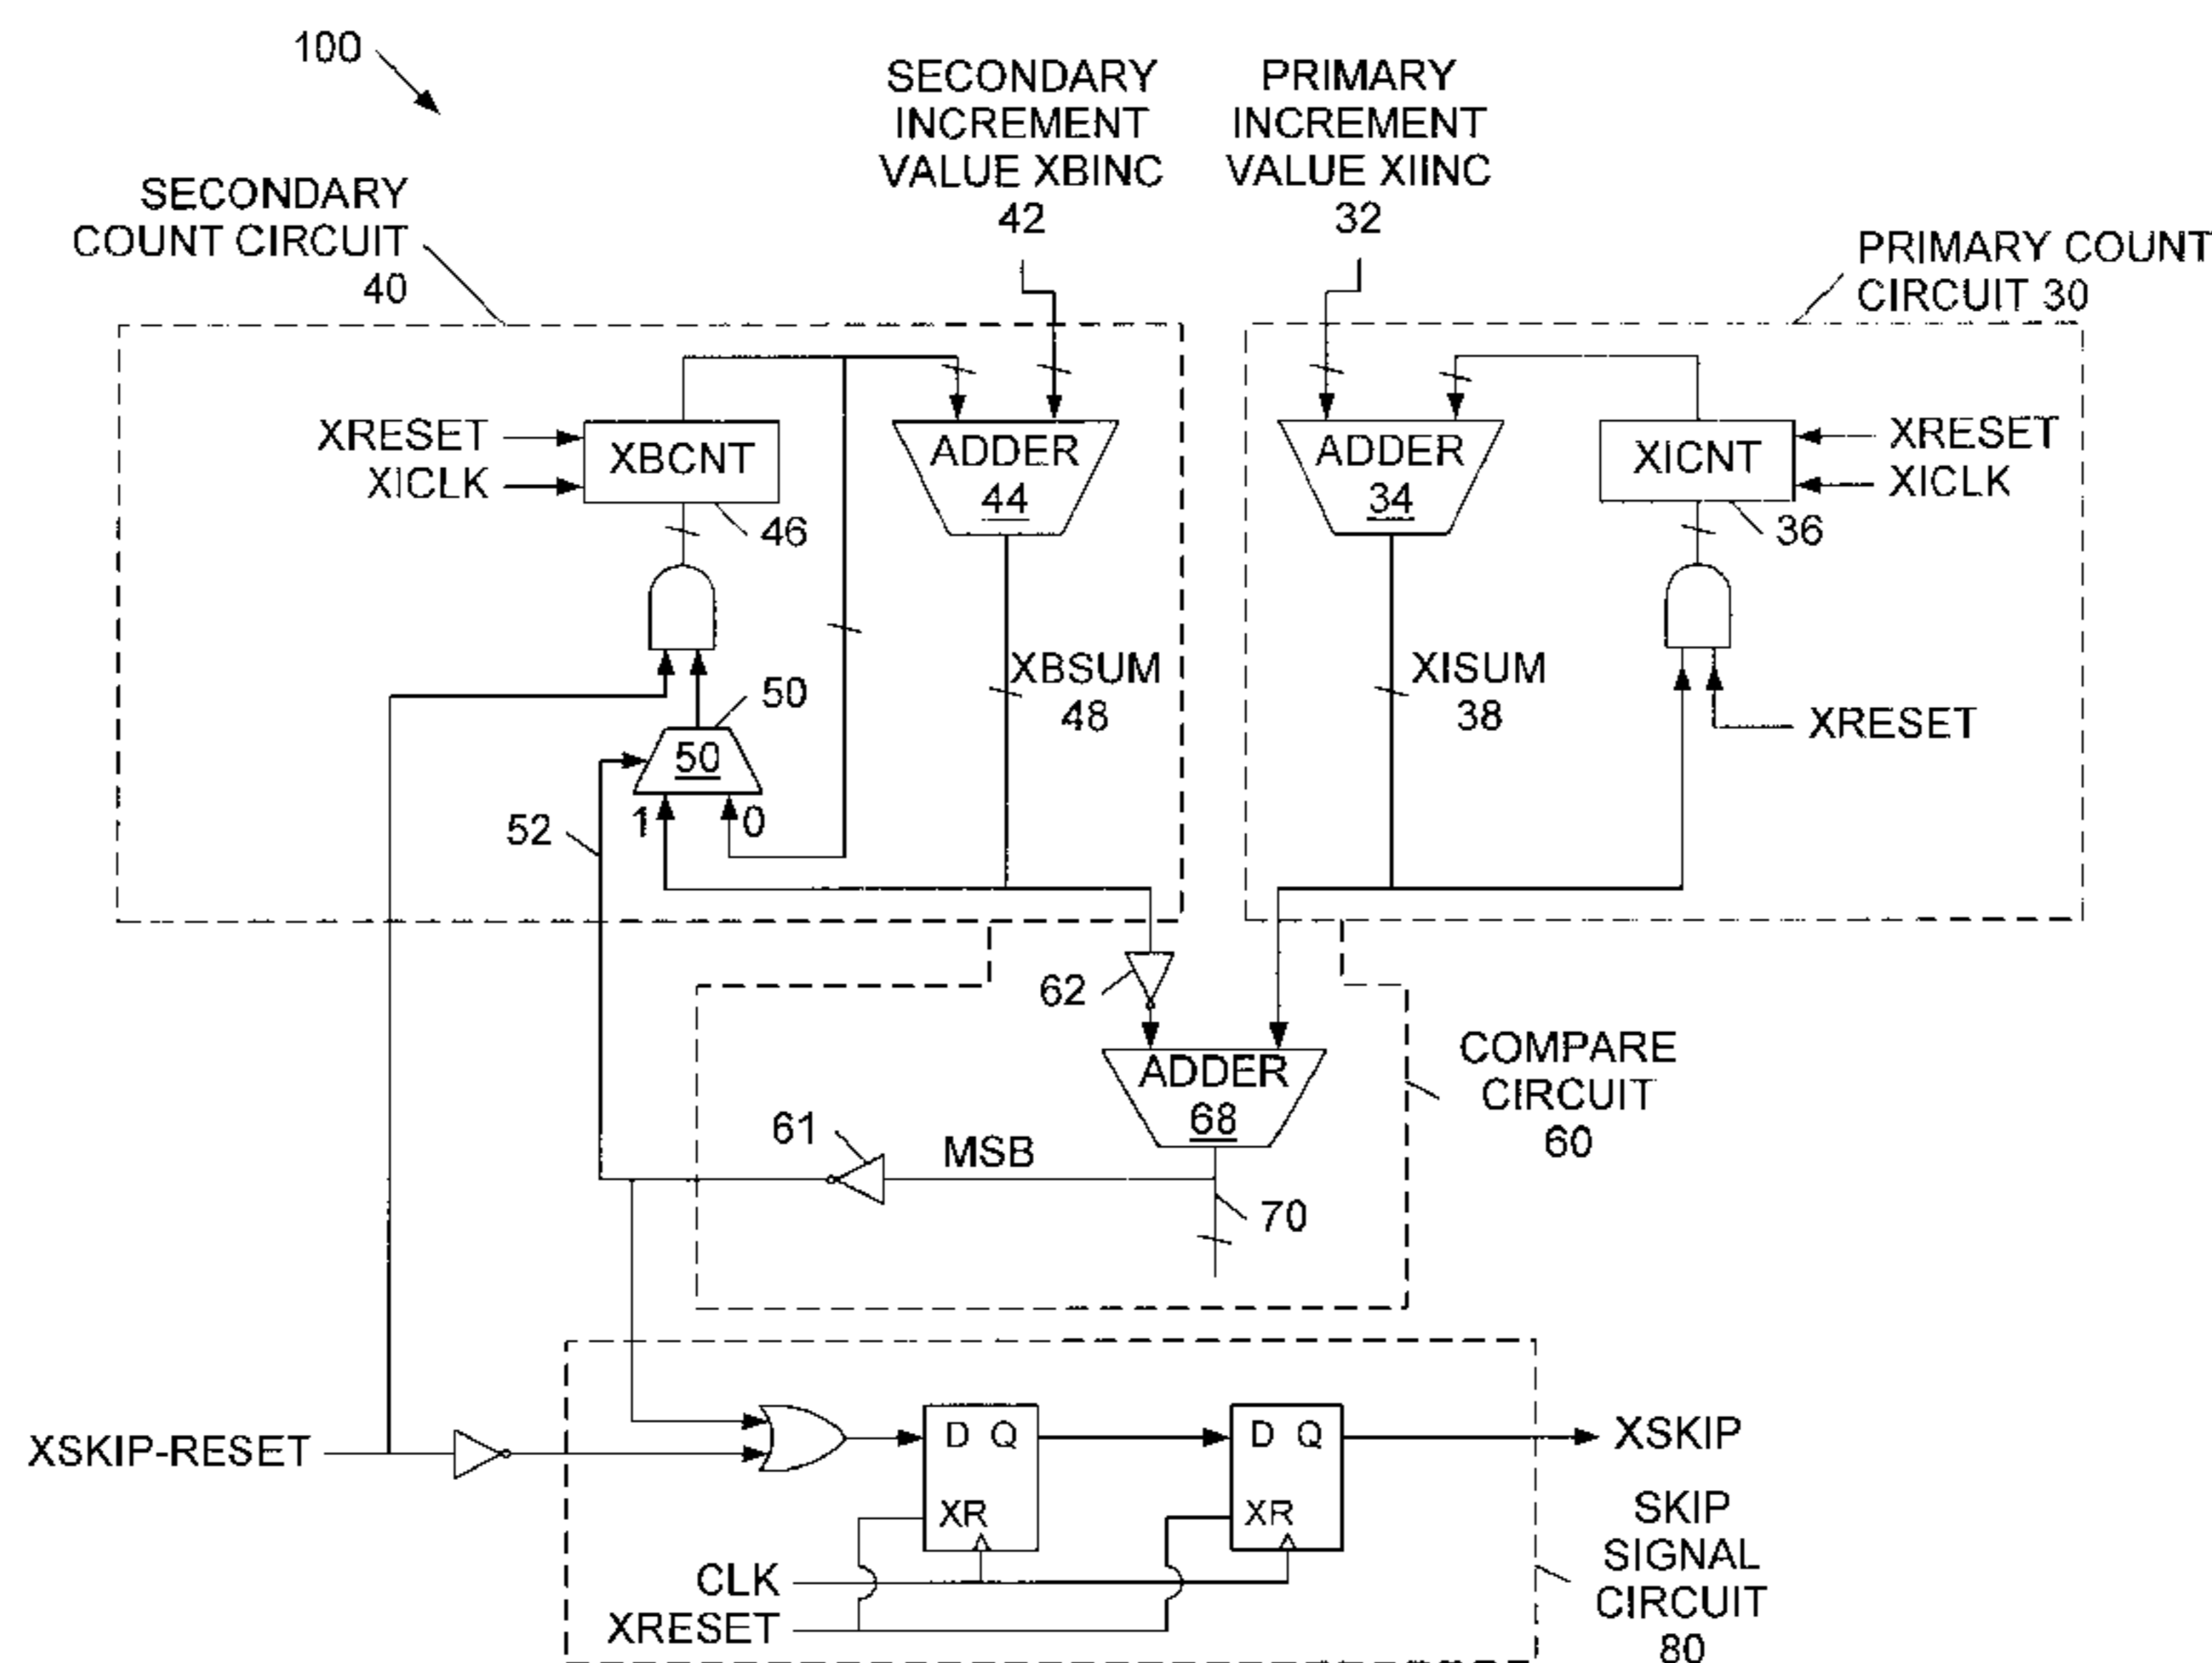 100
SECONDARY
INCREMENT
VALUE XBINC
42
PRIMARY
INCREMENT
VALUE XIINC
32
SECONDARY
COUNT CIRCUIT
40
PRIMARY COUNT
CIRCUIT 30
XRESET
XICLK
XBCNT
46
ADDER
44
ADDER
34
XICNT
XRESET
XICLK
36
XBSUM
48
XISUM
38
XRESET
50
50
1
0
52
62
ADDER
68
COMPARE
CIRCUIT
60
61
MSB
70
XSKIP-RESET
D Q
XR
D Q
XR
XSKIP
CLK
XRESET
SKIP
SIGNAL
CIRCUIT
80